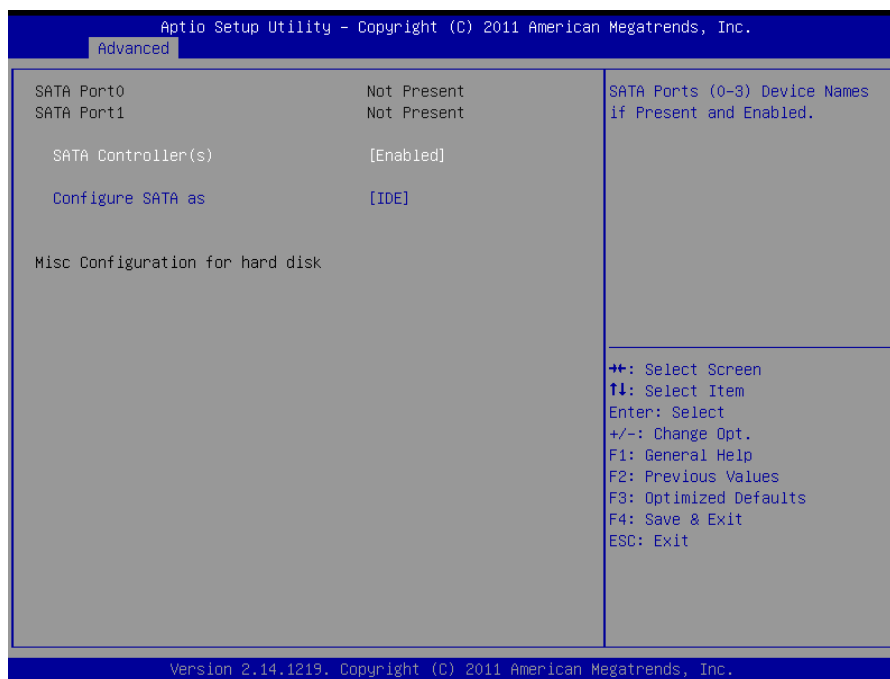 Aptio Setup Utility – Copyright (C) 2011 American Megatrends, Inc.
Advanced
SATA Port0 Not Present
SATA Port1 Not Present
SATA Controller(s) [Enabled]
Configure SATA as [IDE]
Misc Configuration for hard disk
SATA Ports (0-3) Device Names
if Present and Enabled.
→←: Select Screen
↑↓: Select Item
Enter: Select
+/-: Change Opt.
F1: General Help
F2: Previous Values
F3: Optimized Defaults
F4: Save & Exit
ESC: Exit
Version 2.14.1219. Copyright (C) 2011 American Megatrends, Inc.